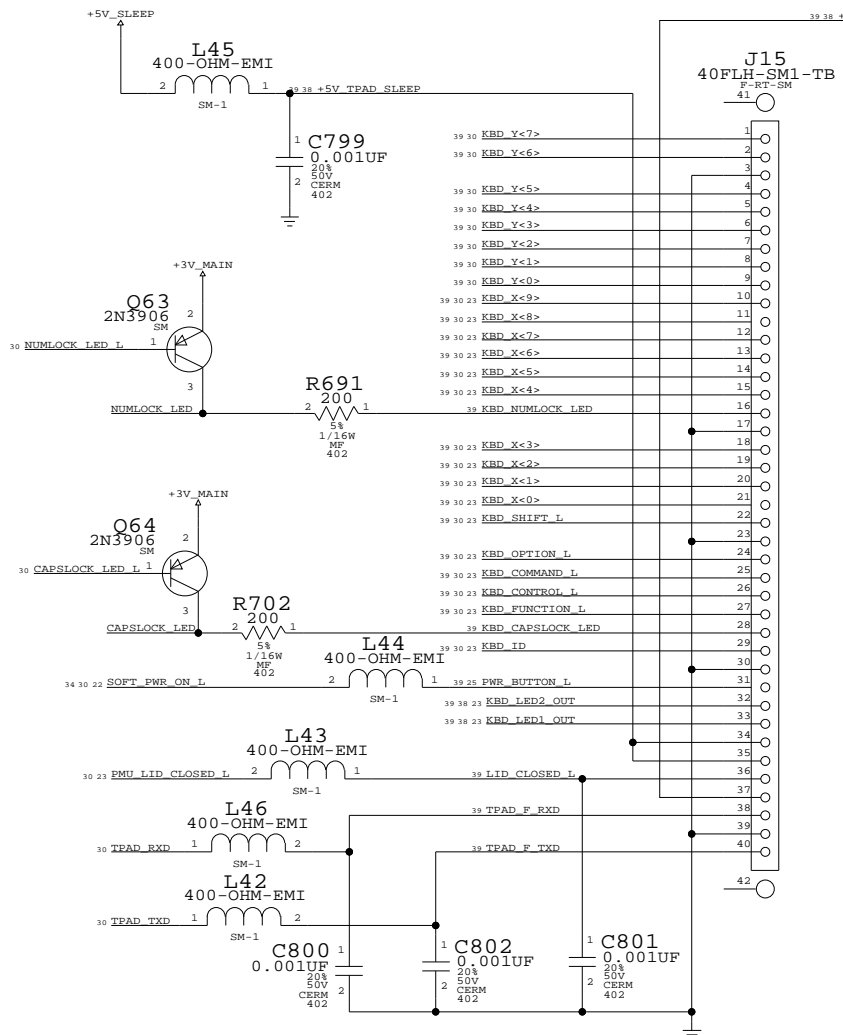 +5V_SLEEP
39 38 +
L45
400-OHM-EMI
2 1
SM-1
39 38 +5V_TPAD_SLEEP
J15
40FLH-SM1-TB
F-RT-SM
41
1 C799
0.001UF
20%
50V
2 CERM
402
39 30 KBD_Y<7> 1
39 30 KBD_Y<6> 2
3
39 30 KBD_Y<5> 4
39 30 KBD_Y<4> 5
39 30 KBD_Y<3> 6
39 30 KBD_Y<2> 7
39 30 KBD_Y<1> 8
39 30 KBD_Y<0> 9
39 30 23 KBD_X<9> 10
39 30 23 KBD_X<8> 11
39 30 23 KBD_X<7> 12
39 30 23 KBD_X<6> 13
39 30 23 KBD_X<5> 14
39 30 23 KBD_X<4> 15
39 KBD_NUMLOCK_LED 16
17
39 30 23 KBD_X<3> 18
39 30 23 KBD_X<2> 19
39 30 23 KBD_X<1> 20
39 30 23 KBD_X<0> 21
39 30 23 KBD_SHIFT_L 22
23
39 30 23 KBD_OPTION_L 24
39 30 23 KBD_COMMAND_L 25
39 30 23 KBD_CONTROL_L 26
39 30 23 KBD_FUNCTION_L 27
39 KBD_CAPSLOCK_LED 28
39 30 23 KBD_ID 29
30
39 25 PWR_BUTTON_L 31
39 38 23 KBD_LED2_OUT 32
39 38 23 KBD_LED1_OUT 33
34
35
39 LID_CLOSED_L 36
37
39 TPAD_F_RXD 38
39
39 TPAD_F_TXD 40
42
+3V_MAIN
Q63
2N3906
SM
2
30 NUMLOCK_LED_L 1
3
NUMLOCK_LED
R691
200
2 1
5%
1/16W
MF
402
+3V_MAIN
Q64
2N3906
SM
2
30 CAPSLOCK_LED_L 1
3
CAPSLOCK_LED
R702
200
2 1
5%
1/16W
MF
402
L44
400-OHM-EMI
34 30 22 SOFT_PWR_ON_L 2 1
SM-1
L43
400-OHM-EMI
30 23 PMU_LID_CLOSED_L 2 1
SM-1
L46
400-OHM-EMI
30 TPAD_RXD 1 2
SM-1
L42
400-OHM-EMI
30 TPAD_TXD 1 2
SM-1
C800 1
0.001UF
20%
50V 2
CERM
402
1 C802
0.001UF
20%
50V
2 CERM
402
1 C801
0.001UF
20%
50V
2 CERM
402